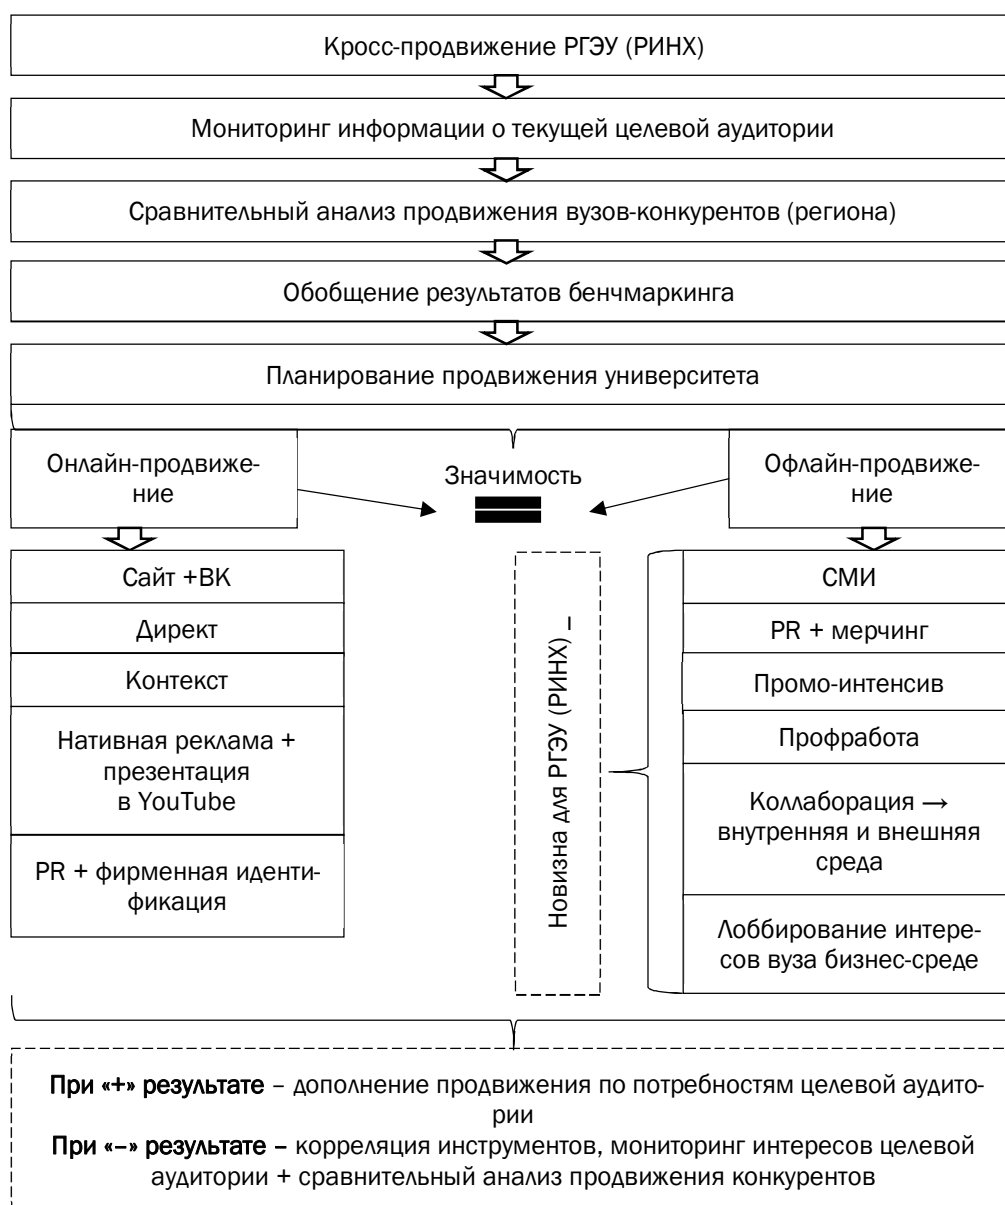 Кросс-продвижение РГЭУ (РИНХ)
Мониторинг информации о текущей целевой аудитории
Сравнительный анализ продвижения вузов-конкурентов (региона)
Обобщение результатов бенчмаркинга
Планирование продвижения университета
Онлайн-продвиже-
ние
Значимость
Офлайн-продвиже-
ние
Сайт +ВК
Директ
Контекст
Нативная реклама +
презентация
в YouTube
PR + фирменная иденти-
фикация
Новизна для РГЭУ (РИНХ) _
СМИ
PR + мерчинг
Промо-интенсив
Профработа
Коллаборация →
внутренняя и внешняя
среда
Лоббирование интере-
сов вуза бизнес-среде
При «+» результате – дополнение продвижения по потребностям целевой аудито-
рии
При «–» результате – корреляция инструментов, мониторинг интересов целевой
аудитории + сравнительный анализ продвижения конкурентов